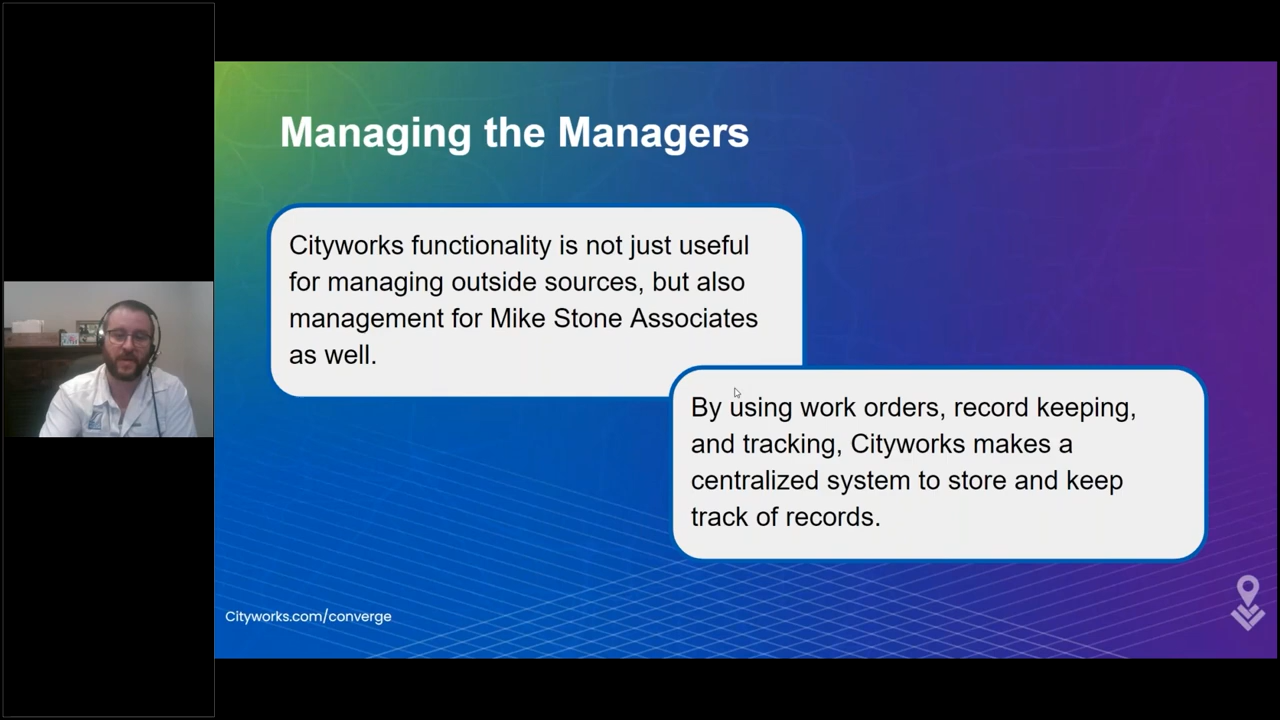 Managing the Managers
Cityworks functionality is not just useful
for managing outside sources, but also
management for Mike Stone Associates
as well.
By using work orders, record keeping,
and tracking, Cityworks makes a
centralized system to store and keep
track of records.
Cityworks.com/converge